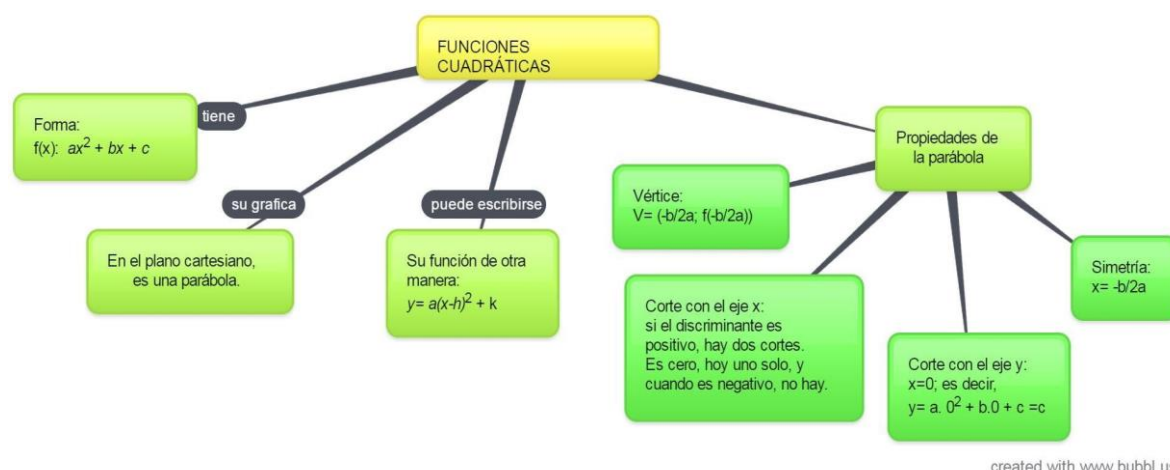 FUNCIONES
CUADRÁTICAS
tiene
Forma:
f(x): ax² + bx + c
su grafica
En el plano cartesiano,
es una parábola.
puede escribirse
Su función de otra
manera:
y= a(x-h)² + k
Propiedades de
la parábola
Vértice:
V= (-b/2a; f(-b/2a))
Corte con el eje x:
si el discriminante es
positivo, hay dos cortes.
Es cero, hoy uno solo, y
cuando es negativo, no hay.
Corte con el eje y:
x=0; es decir,
y= a. 0² + b.0 + c =c
Simetría:
x= -b/2a
created with www.bubbl.us